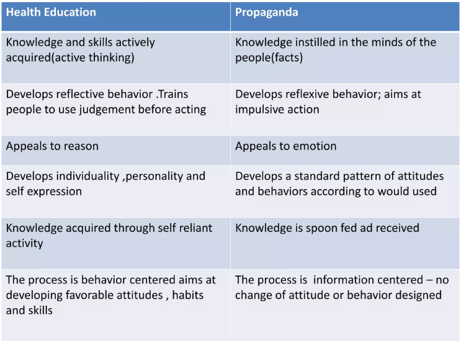 Health Education
Propaganda
Knowledge and skills actively
acquired(active thinking)
Knowledge instilled in the minds of the
people(facts)
Develops reflective behavior .Trains
people to use judgement before acting
Develops reflexive behavior; aims at
impulsive action
Appeals to reason
Appeals to emotion
Develops individuality ,personality and
self expression
Develops a standard pattern of attitudes
and behaviors according to would used
Knowledge acquired through self reliant
activity
Knowledge is spoon fed ad received
The process is behavior centered aims at
developing favorable attitudes , habits
and skills
The process is  information centered – no
change of attitude or behavior designed